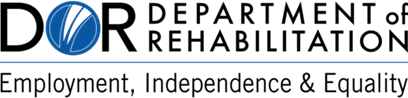 DOR DEPARTMENT of
REHABILITATION
Employment, Independence & Equality